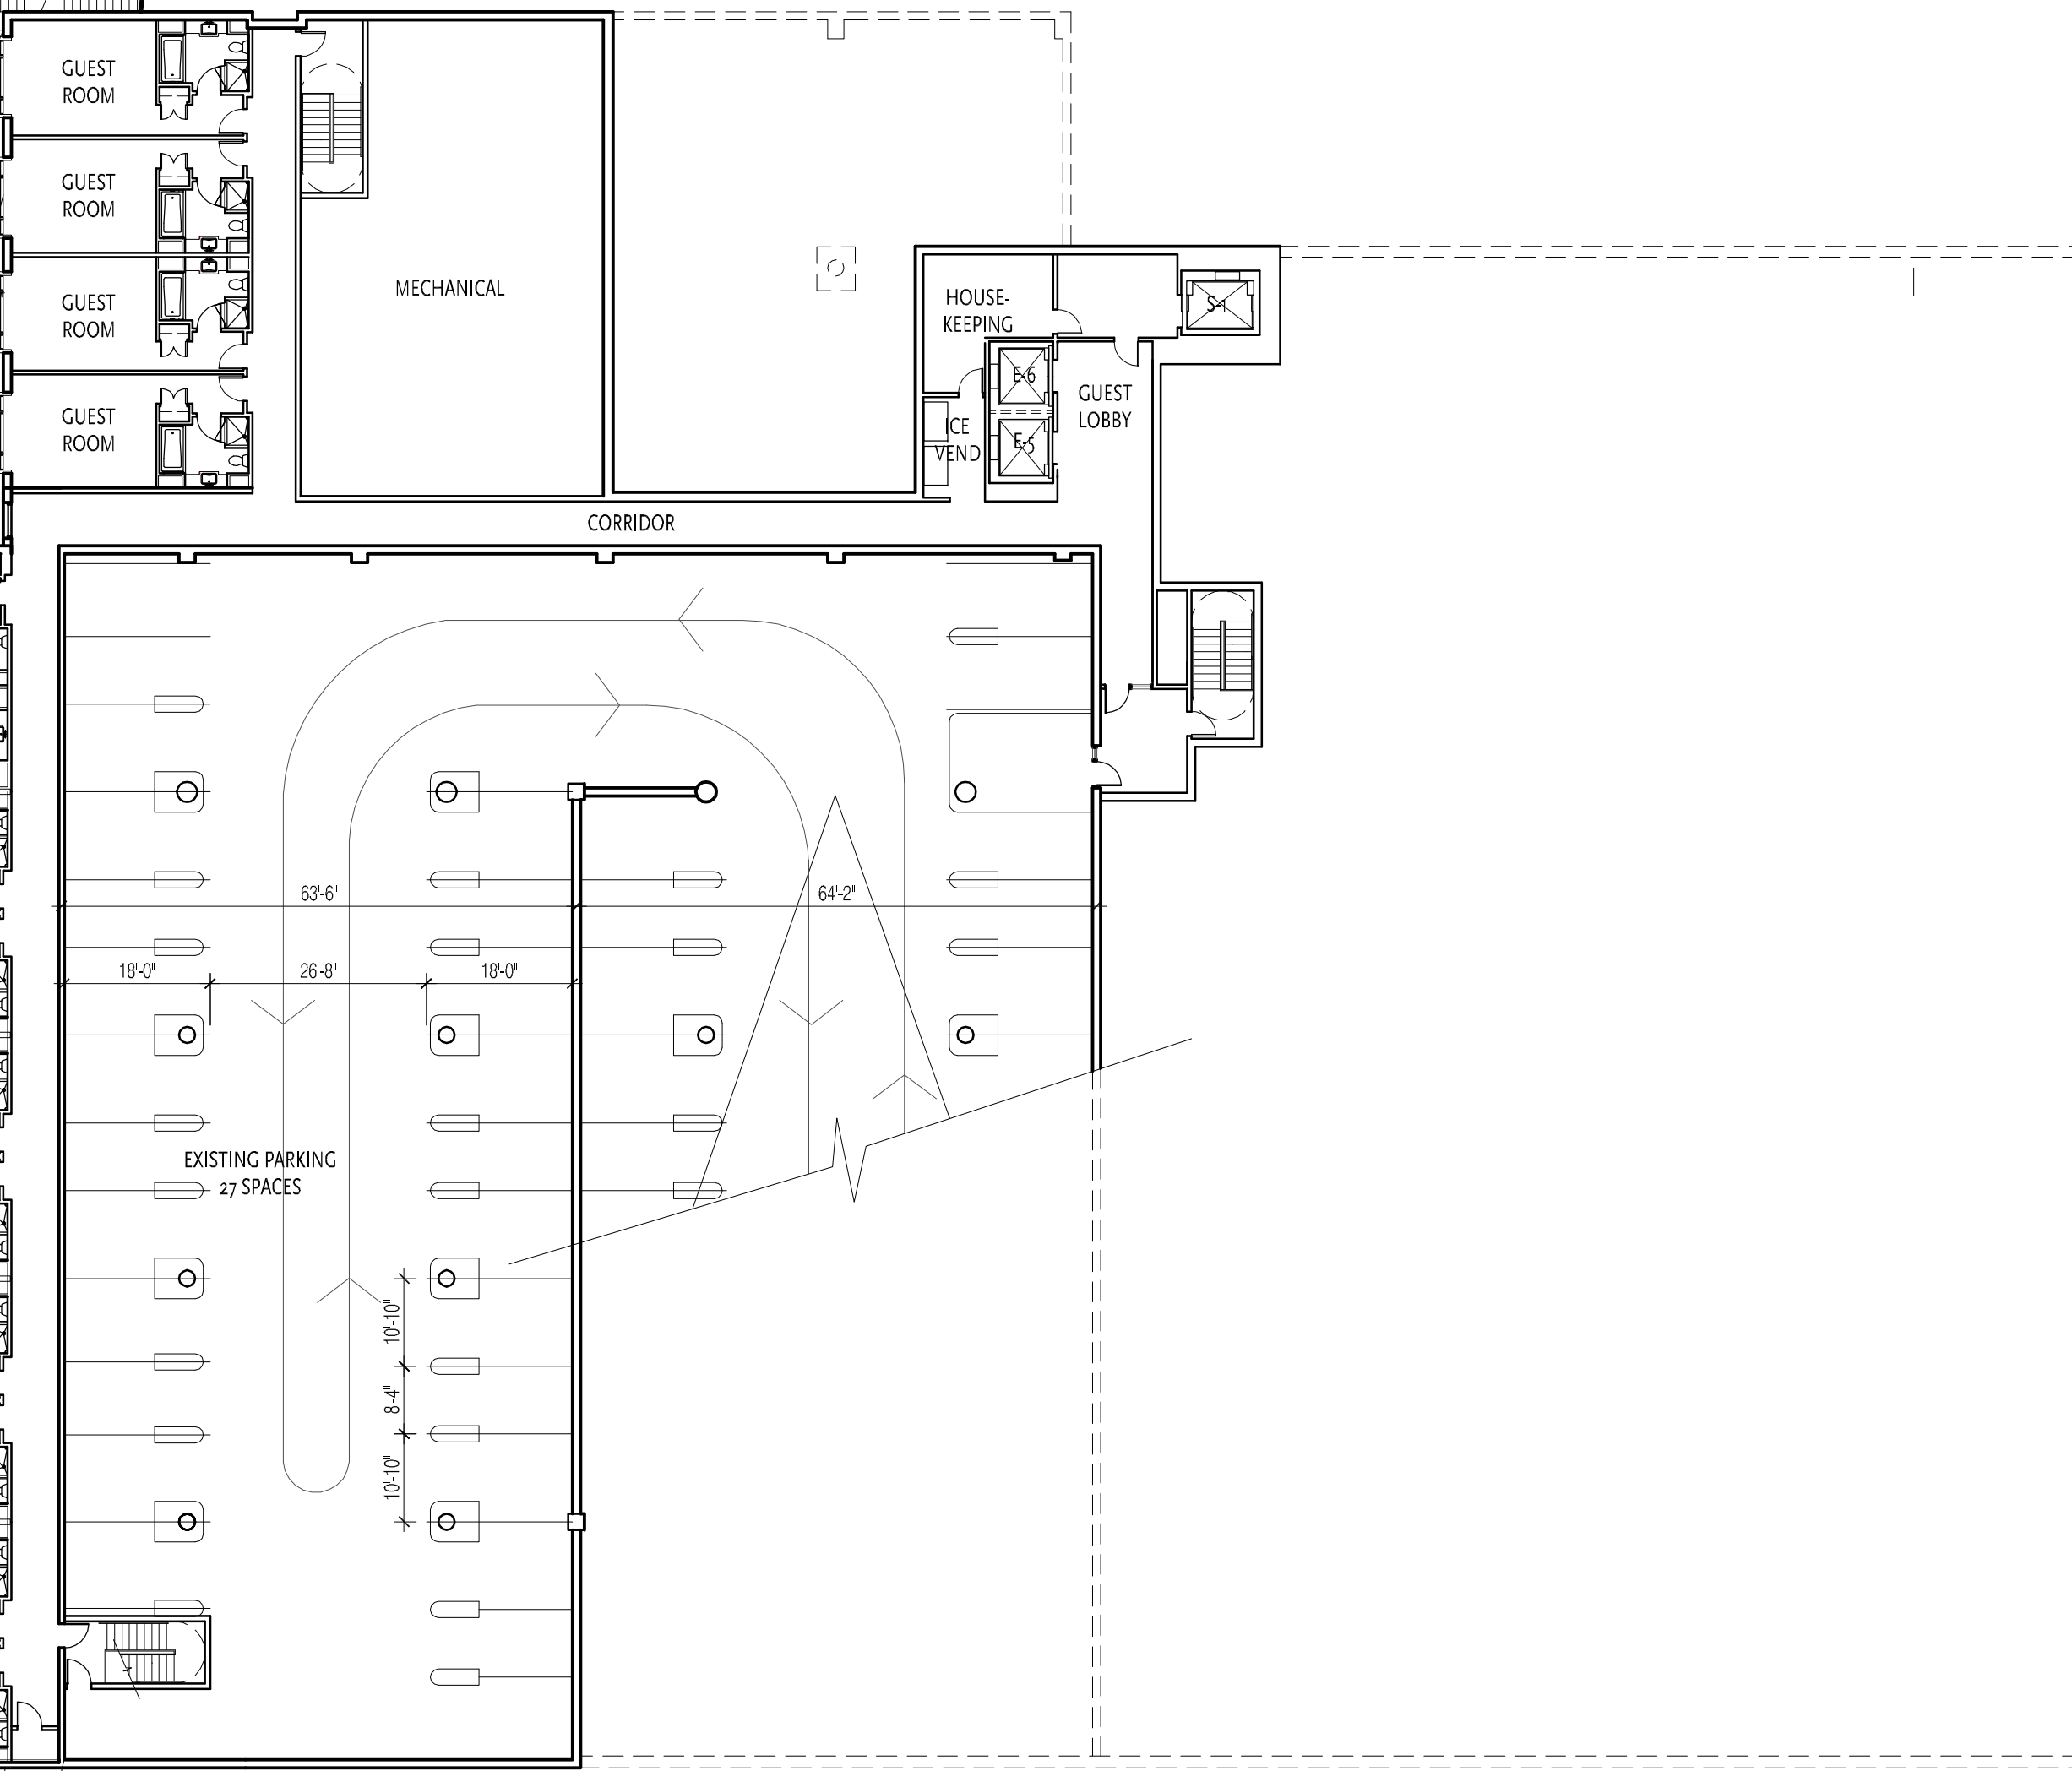 GUEST
ROOM
GUEST
ROOM
GUEST
ROOM
GUEST
ROOM
MECHANICAL
HOUSE-
KEEPING
S-1
E-6
E-5
GUEST
LOBBY
ICE
VEND
CORRIDOR
63'-6"
64'-2"
18'-0"
26'-8"
18'-0"
EXISTING PARKING
27 SPACES
10'-10"
8'-4"
10'-10"